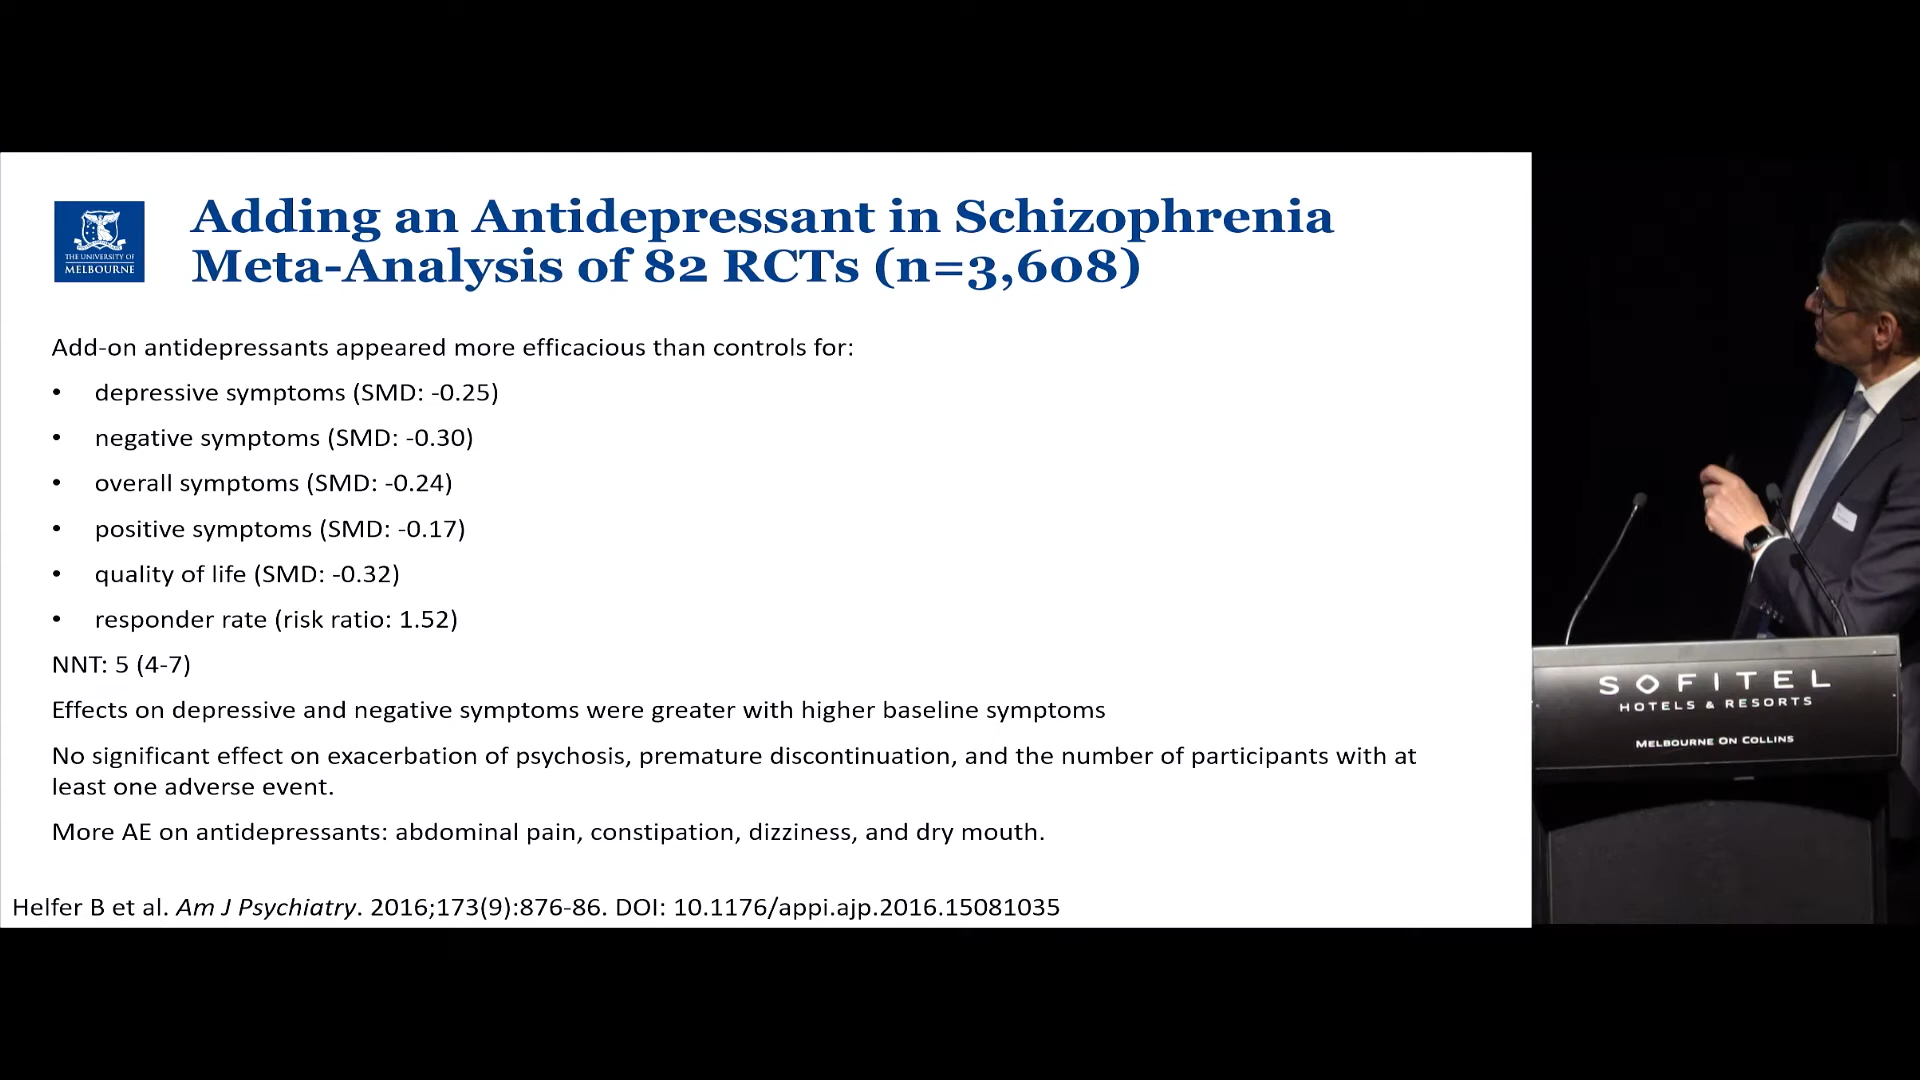 THE UNIVERSITY OF
MELBOURNE
Adding an Antidepressant in Schizophrenia
Meta-Analysis of 82 RCTs (n=3,608)
Add-on antidepressants appeared more efficacious than controls for:
• depressive symptoms (SMD: -0.25)
• negative symptoms (SMD: -0.30)
• overall symptoms (SMD: -0.24)
• positive symptoms (SMD: -0.17)
• quality of life (SMD: -0.32)
• responder rate (risk ratio: 1.52)
NNT: 5 (4-7)
Effects on depressive and negative symptoms were greater with higher baseline symptoms
No significant effect on exacerbation of psychosis, premature discontinuation, and the number of participants with at
least one adverse event.
More AE on antidepressants: abdominal pain, constipation, dizziness, and dry mouth.
Helfer B et al. Am J Psychiatry. 2016;173(9):876-86. DOI: 10.1176/appi.ajp.2016.15081035
SOFITEL
HOTELS & RESORTS
MELBOURNE ON COLLINS